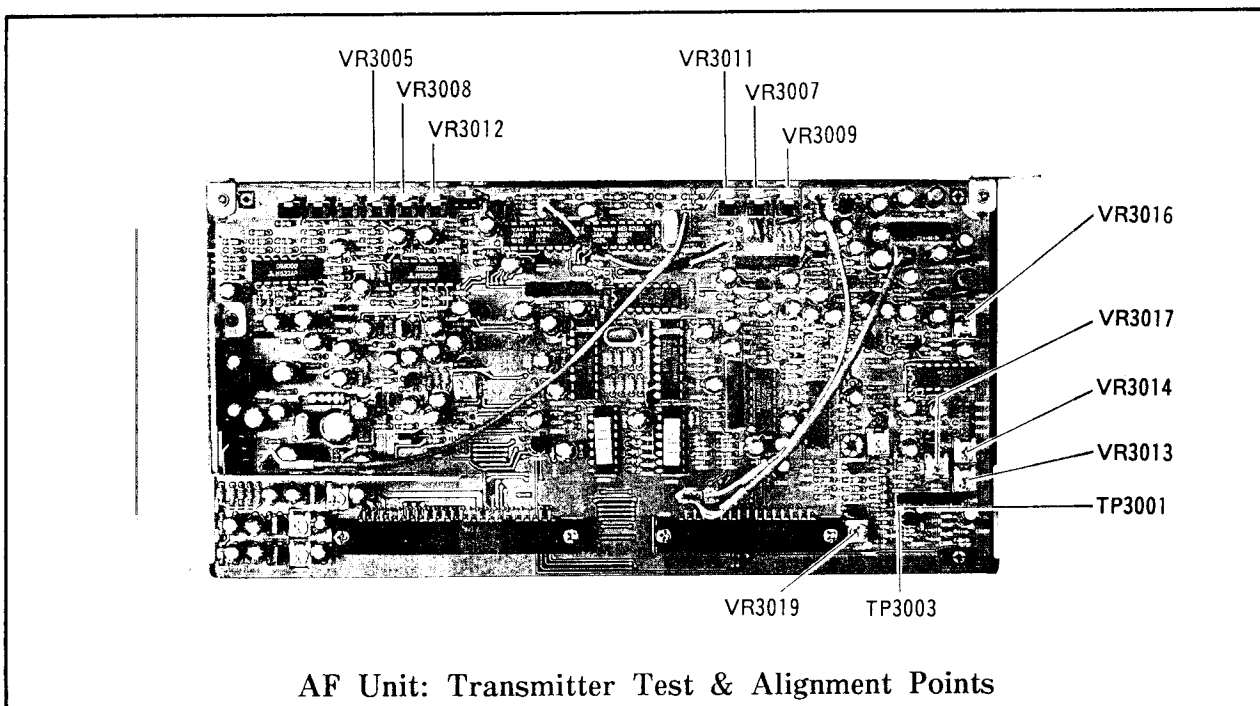 VR3005
VR3008
VR3012
VR3011
VR3007
VR3009
VR3016
VR3017
VR3014
VR3013
TP3001
VR3019
TP3003
AF Unit: Transmitter Test & Alignment Points